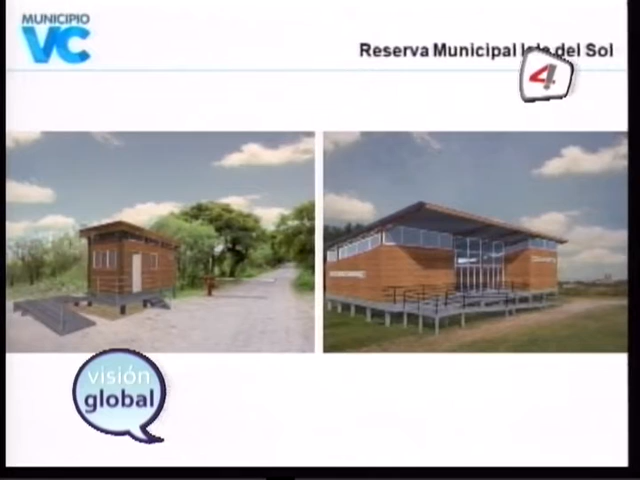 MUNICIPIO
VC
Reserva Municipal Isla del Sol
4
visión
global